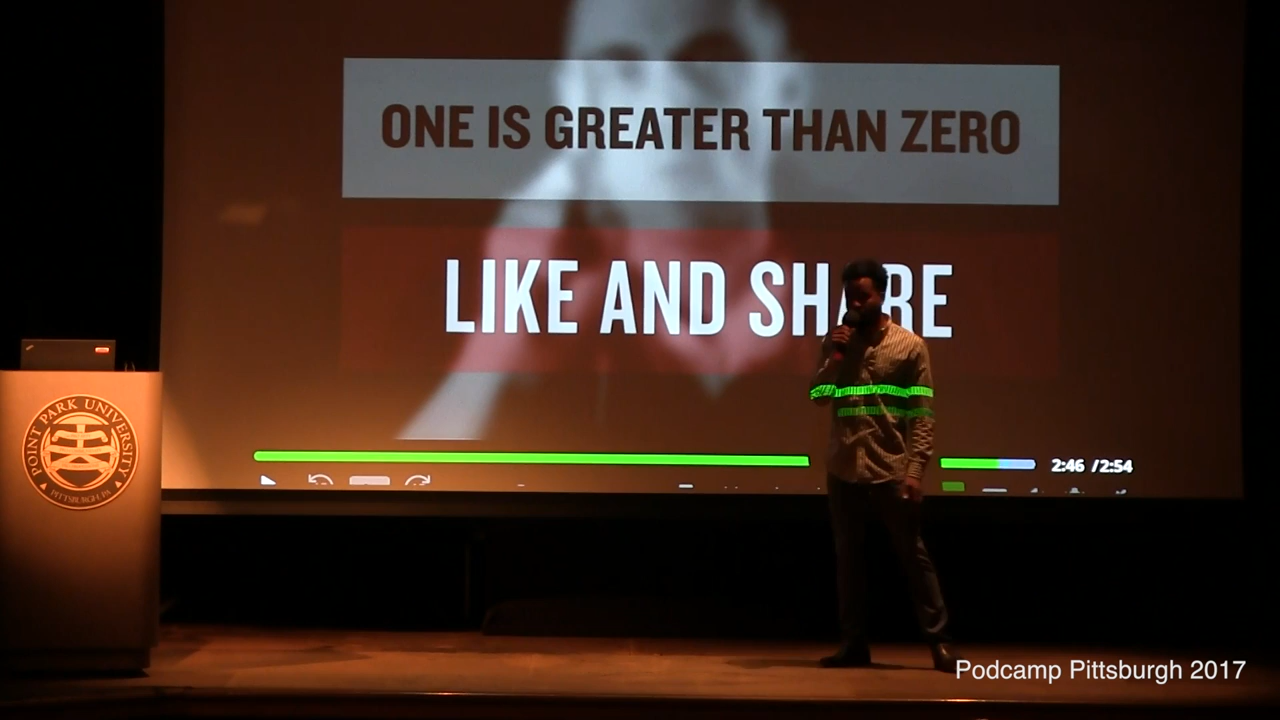 ONE IS GREATER THAN ZERO
LIKE AND SHARE
2:46 /2:54
POINT PARK UNIVERSITY
PITTSBURGH, PA
Podcamp Pittsburgh 2017